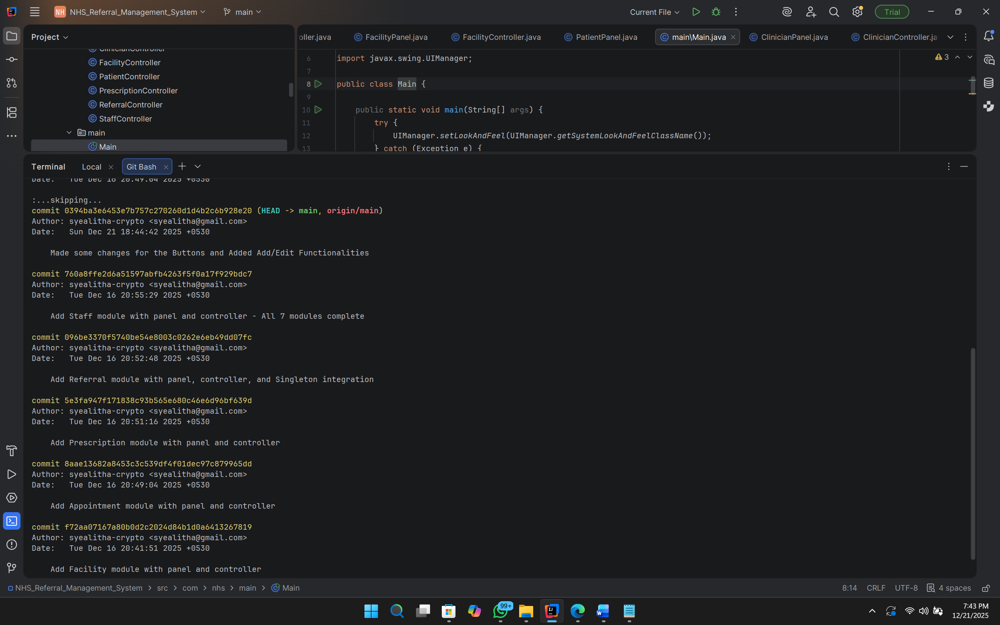 NH NHS_Referral_Management_System main Current File Trial
Project
ClinicianController
FacilityController
PatientController
PrescriptionController
ReferralController
StaffController
main
Main
oller.java FacilityPanel.java FacilityController.java PatientPanel.java main\Main.java ClinicianPanel.java ClinicianController.ja
3
6 import javax.swing.UIManager;
7
8 public class Main {
9
10 public static void main(String[] args) {
11 try {
12 UIManager.setLookAndFeel(UIManager.getSystemLookAndFeelClassName());
13 } catch (Exception e) {
Terminal Local Git Bash
Date:   Tue Dec 16 20:49:04 2025 +0530
:...skipping...
commit 0394ba3e6453e7b757c270260d1d4b2c6b928e20 (HEAD -> main, origin/main)
Author: syealitha-crypto <syealitha@gmail.com>
Date:   Sun Dec 21 18:44:42 2025 +0530
Made some changes for the Buttons and Added Add/Edit Functionalities
commit 760a8ffe2d6a51597abfb4263f5f0a17f929bdc7
Author: syealitha-crypto <syealitha@gmail.com>
Date:   Tue Dec 16 20:55:29 2025 +0530
Add Staff module with panel and controller - All 7 modules complete
commit 096be3370f5740be54e8003c0262e6eb49dd07fc
Author: syealitha-crypto <syealitha@gmail.com>
Date:   Tue Dec 16 20:52:48 2025 +0530
Add Referral module with panel, controller, and Singleton integration
commit 5e3fa947f171838c93b565e680c46e6d96bf639d
Author: syealitha-crypto <syealitha@gmail.com>
Date:   Tue Dec 16 20:51:16 2025 +0530
Add Prescription module with panel and controller
commit 8aae13682a8453c3c539df4f01dec97c879965dd
Author: syealitha-crypto <syealitha@gmail.com>
Date:   Tue Dec 16 20:49:04 2025 +0530
Add Appointment module with panel and controller
commit f72aa07167a80b0d2c2024d84b1d0a6413267819
Author: syealitha-crypto <syealitha@gmail.com>
Date:   Tue Dec 16 20:41:51 2025 +0530
Add Facility module with panel and controller
NHS_Referral_Management_System > src > com > nhs > main > Main 8:14 CRLF UTF-8 4 spaces
99+
7:43 PM
12/21/2025